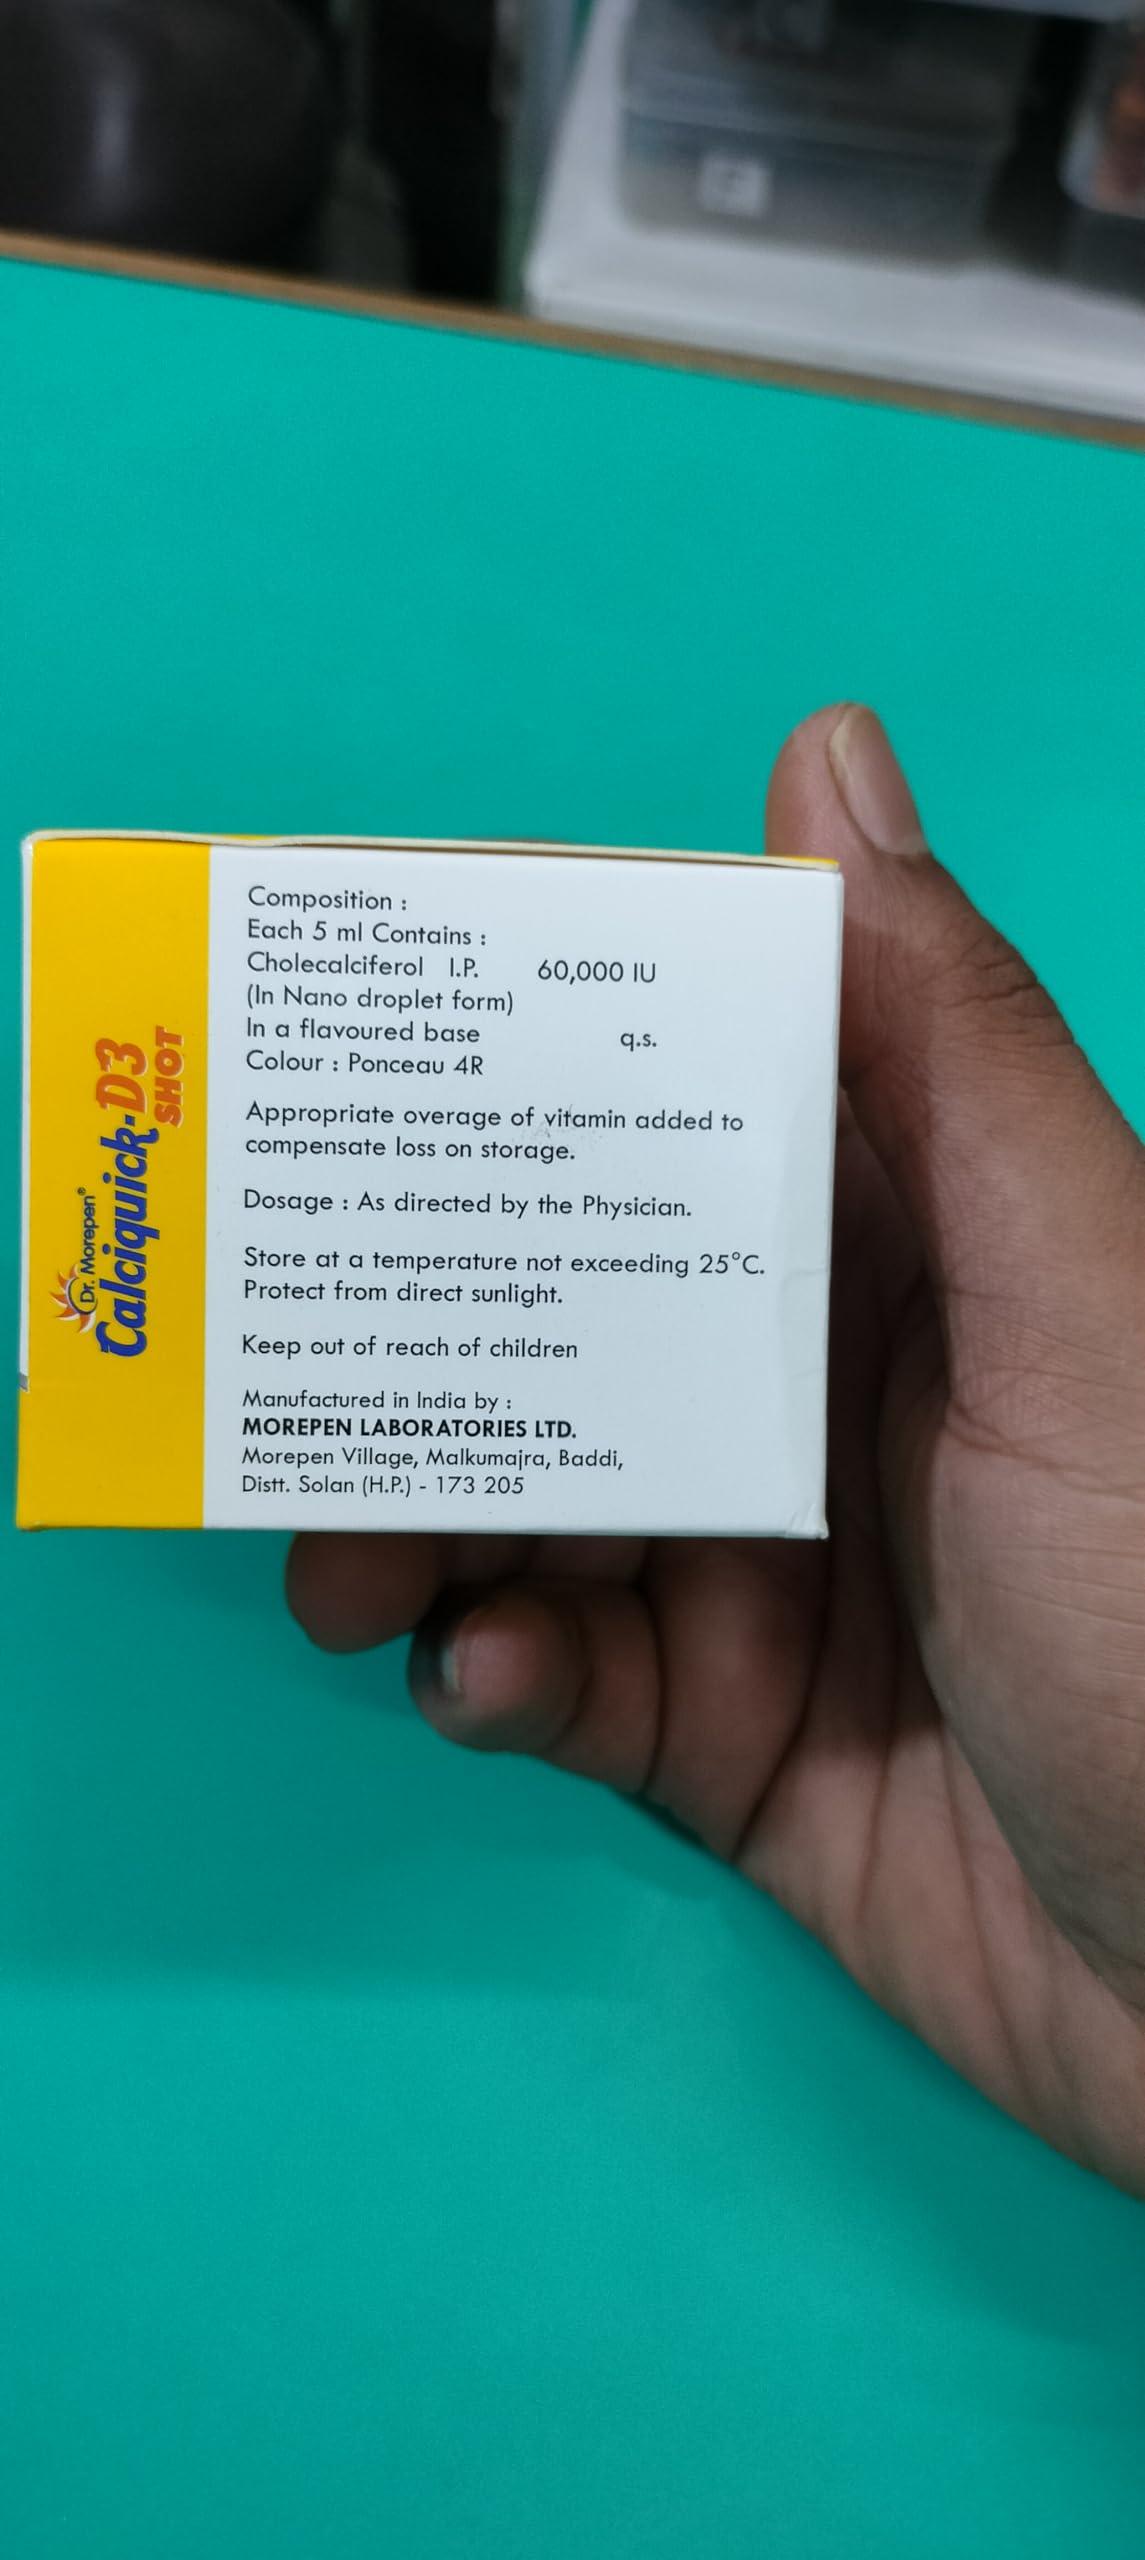 Dr. Morepen®
Calciquick-D3
SHOT
Composition :
Each 5 ml Contains :
Cholecalciferol I.P. 60,000 IU
(In Nano droplet form)
In a flavoured base q.s.
Colour : Ponceau 4R
Appropriate overage of vitamin added to
compensate loss on storage.
Dosage : As directed by the Physician.
Store at a temperature not exceeding 25°C.
Protect from direct sunlight.
Keep out of reach of children
Manufactured in India by :
MOREPEN LABORATORIES LTD.
Morepen Village, Malkumajra, Baddi,
Distt. Solan (H.P.) - 173 205